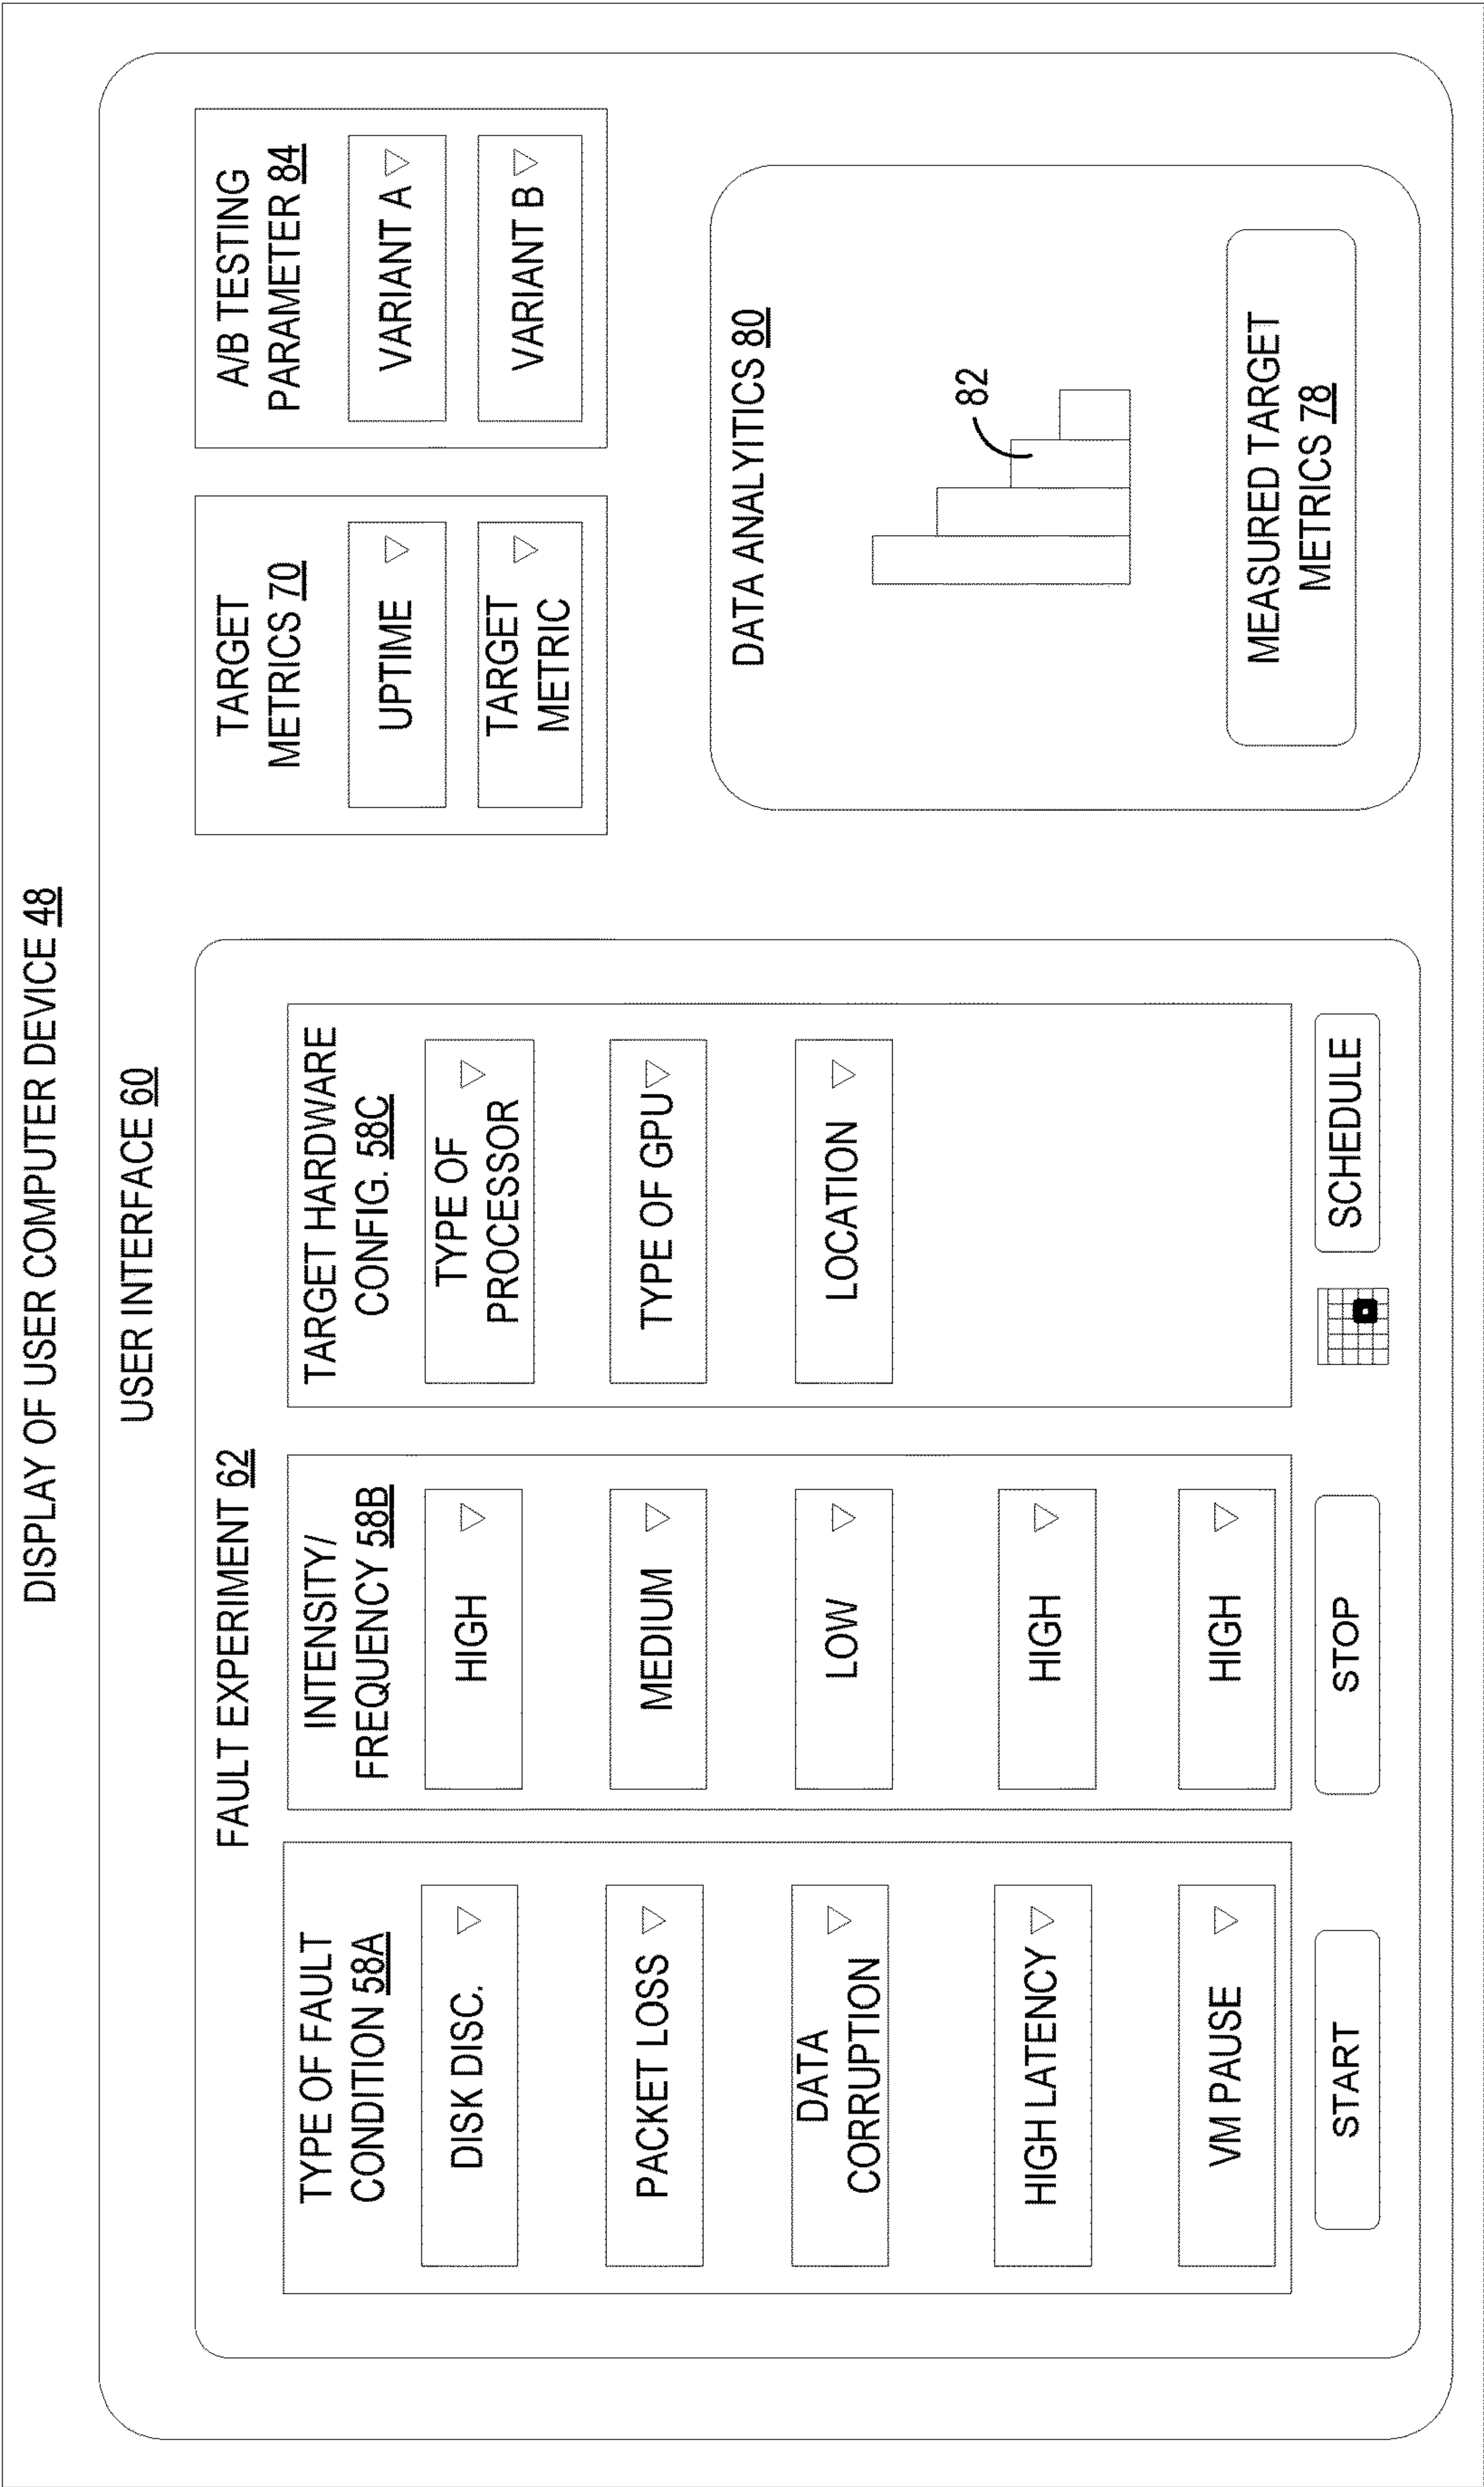 DISPLAY OF USER COMPUTER DEVICE 48
USER INTERFACE 60
FAULT EXPERIMENT 62
TYPE OF FAULT
CONDITION 58A
DISK DISC.
PACKET LOSS
DATA
CORRUPTION
HIGH LATENCY
VM PAUSE
INTENSITY/
FREQUENCY 58B
HIGH
MEDIUM
LOW
HIGH
HIGH
TARGET HARDWARE
CONFIG. 58C
TYPE OF
PROCESSOR
TYPE OF GPU
LOCATION
START
STOP
SCHEDULE
TARGET
METRICS 70
UPTIME
TARGET
METRIC
A/B TESTING
PARAMETER 84
VARIANT A
VARIANT B
DATA ANALYITICS 80
82
MEASURED TARGET
METRICS 78